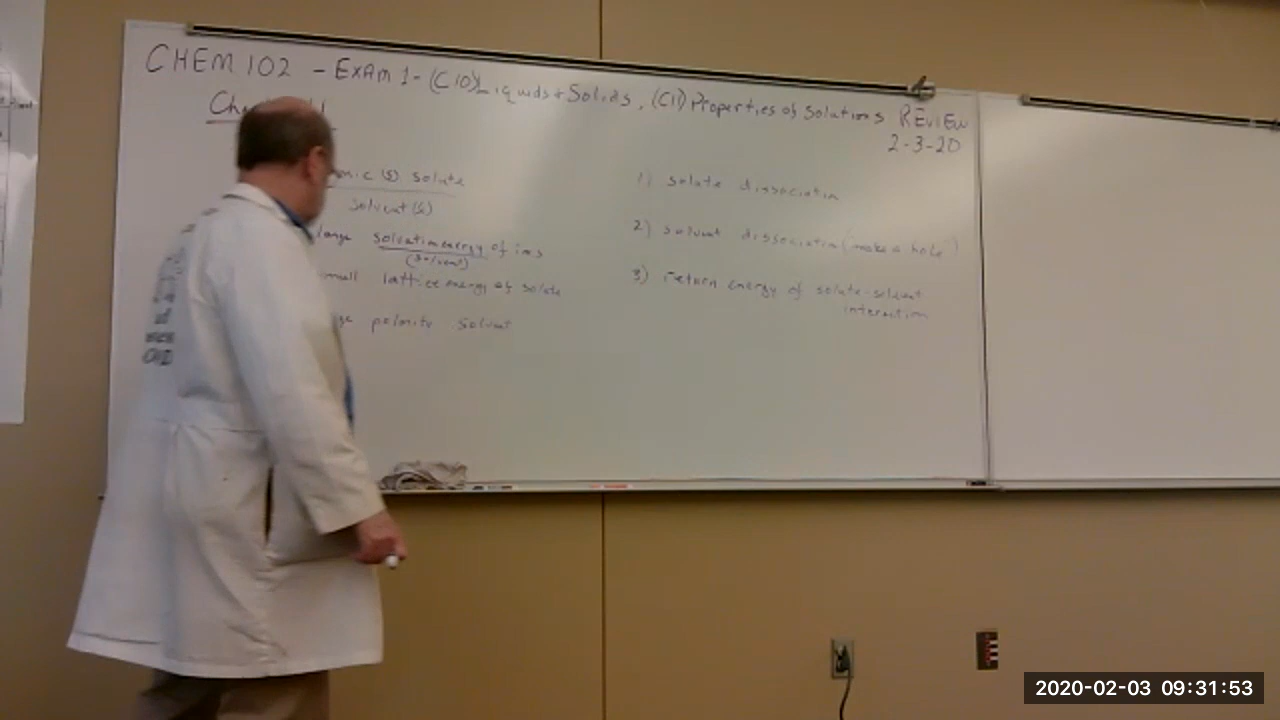 CHEM 102 - EXAM 1 - (C10) Liquids + Solids, (C11) Properties of Solutions REVIEW
2-3-20
(s) solute
solvent (s)
large solvation energy of ions
(solvent)
lattice energy of solute
polarity solvent
1) solute dissociation
2) solvent dissociation (make a hole)
3) return energy of solute-solvent
interaction
2020-02-03 09:31:53